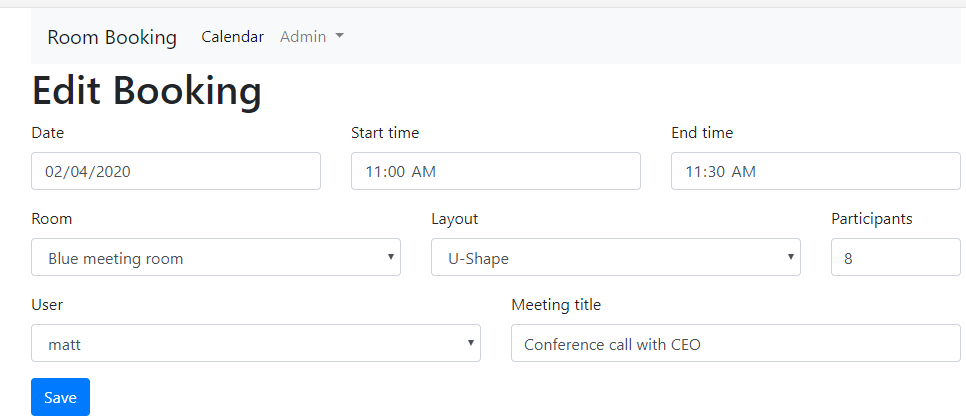 Room Booking Calendar Admin
Edit Booking
Date Start time End time
02/04/2020 11:00 AM 11:30 AM
Room Layout Participants
Blue meeting room U-Shape 8
User Meeting title
matt Conference call with CEO
Save